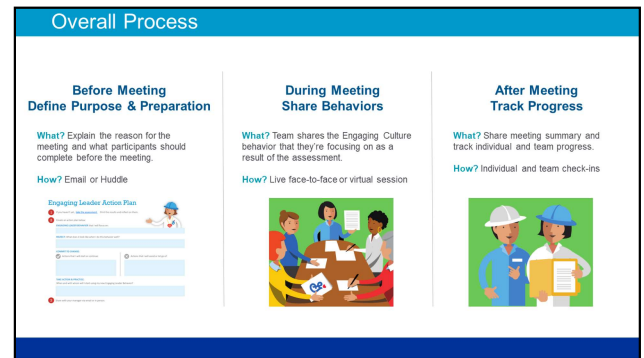 Overall Process
Before Meeting
Define Purpose & Preparation
What? Explain the reason for the
meeting and what participants should
complete before the meeting.
How? Email or Huddle
Engaging Leader Action Plan
1
2
3
During Meeting
Share Behaviors
What? Team shares the Engaging Culture
behavior that they're focusing on as a
result of the assessment.
How? Live face-to-face or virtual session
After Meeting
Track Progress
What? Share meeting summary and
track individual and team progress.
How? Individual and team check-ins